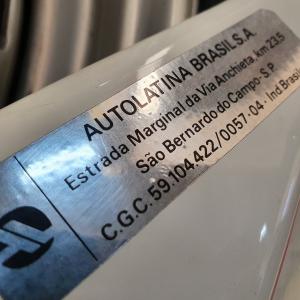 AUTOLATINA BRASIL S.A.
Estrada Marginal da Via Anchieta, km 23,5
São Bernardo do Campo - S.P.
C.G.C. 59.104.422/0057-04 - Ind. Brasile